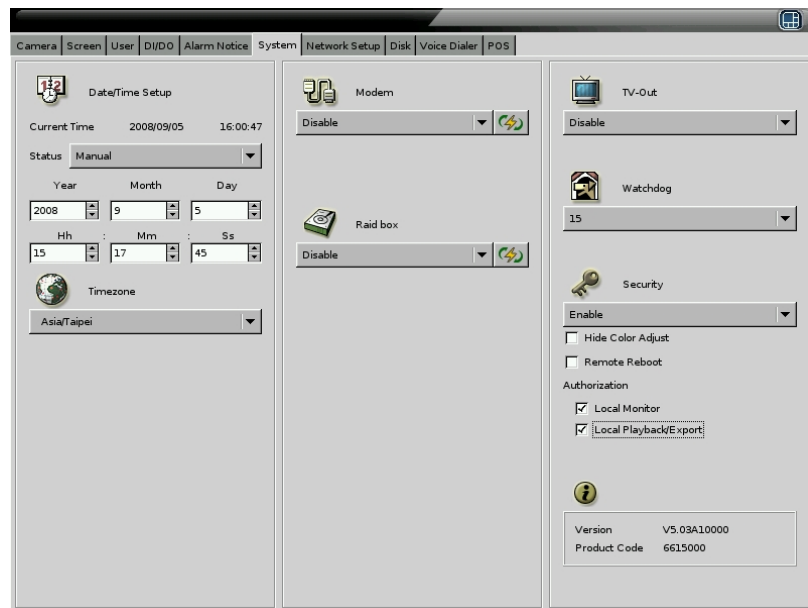 Camera Screen User DI/DO Alarm Notice System Network Setup Disk Voice Dialer POS
Date/Time Setup
Current Time 2008/09/05 16:00:47
Status Manual
Year Month Day
2008 9 5
Hh : Mm : Ss
15 17 45
Timezone
Asia/Taipei
Modem
Disable
Raid box
Disable
TV-Out
Disable
Watchdog
15
Security
Enable
Hide Color Adjust
Remote Reboot
Authorization
Local Monitor
Local Playback/Export
Version V5.03A10000
Product Code 6615000